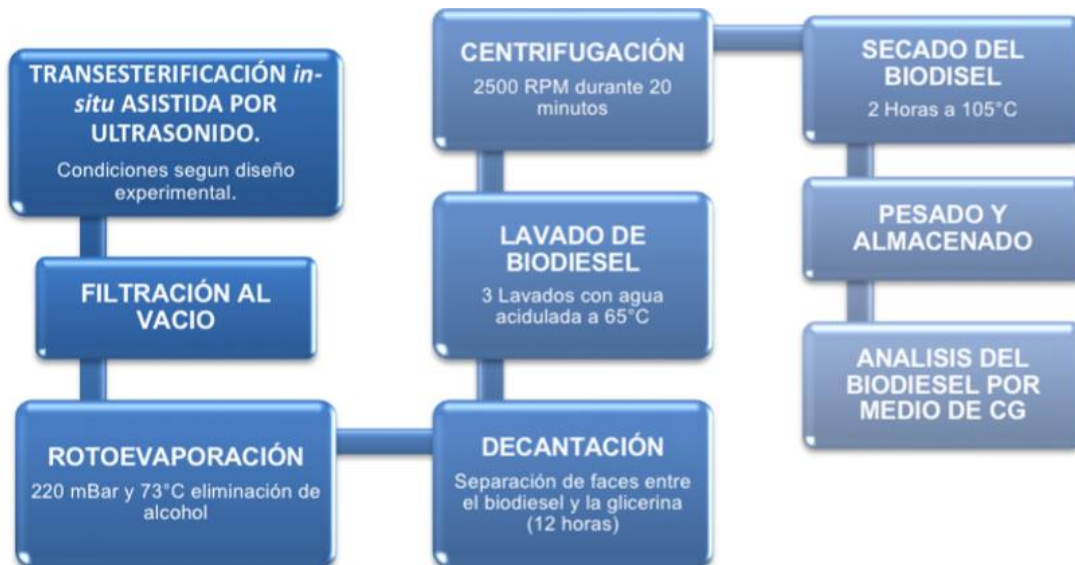 TRANSESTERIFICACIÓN in-
situ ASISTIDA POR
ULTRASONIDO.
Condiciones segun diseño
experimental.
FILTRACIÓN AL
VACIO
ROTOEVAPORACIÓN
220 mBar y 73°C eliminación de
alcohol
DECANTACIÓN
Separación de faces entre
el biodiesel y la glicerina
(12 horas)
LAVADO DE
BIODIESEL
3 Lavados con agua
acidulada a 65°C
CENTRIFUGACIÓN
2500 RPM durante 20
minutos
SECADO DEL
BIODISEL
2 Horas a 105°C
PESADO Y
ALMACENADO
ANALISIS DEL
BIODIESEL POR
MEDIO DE CG